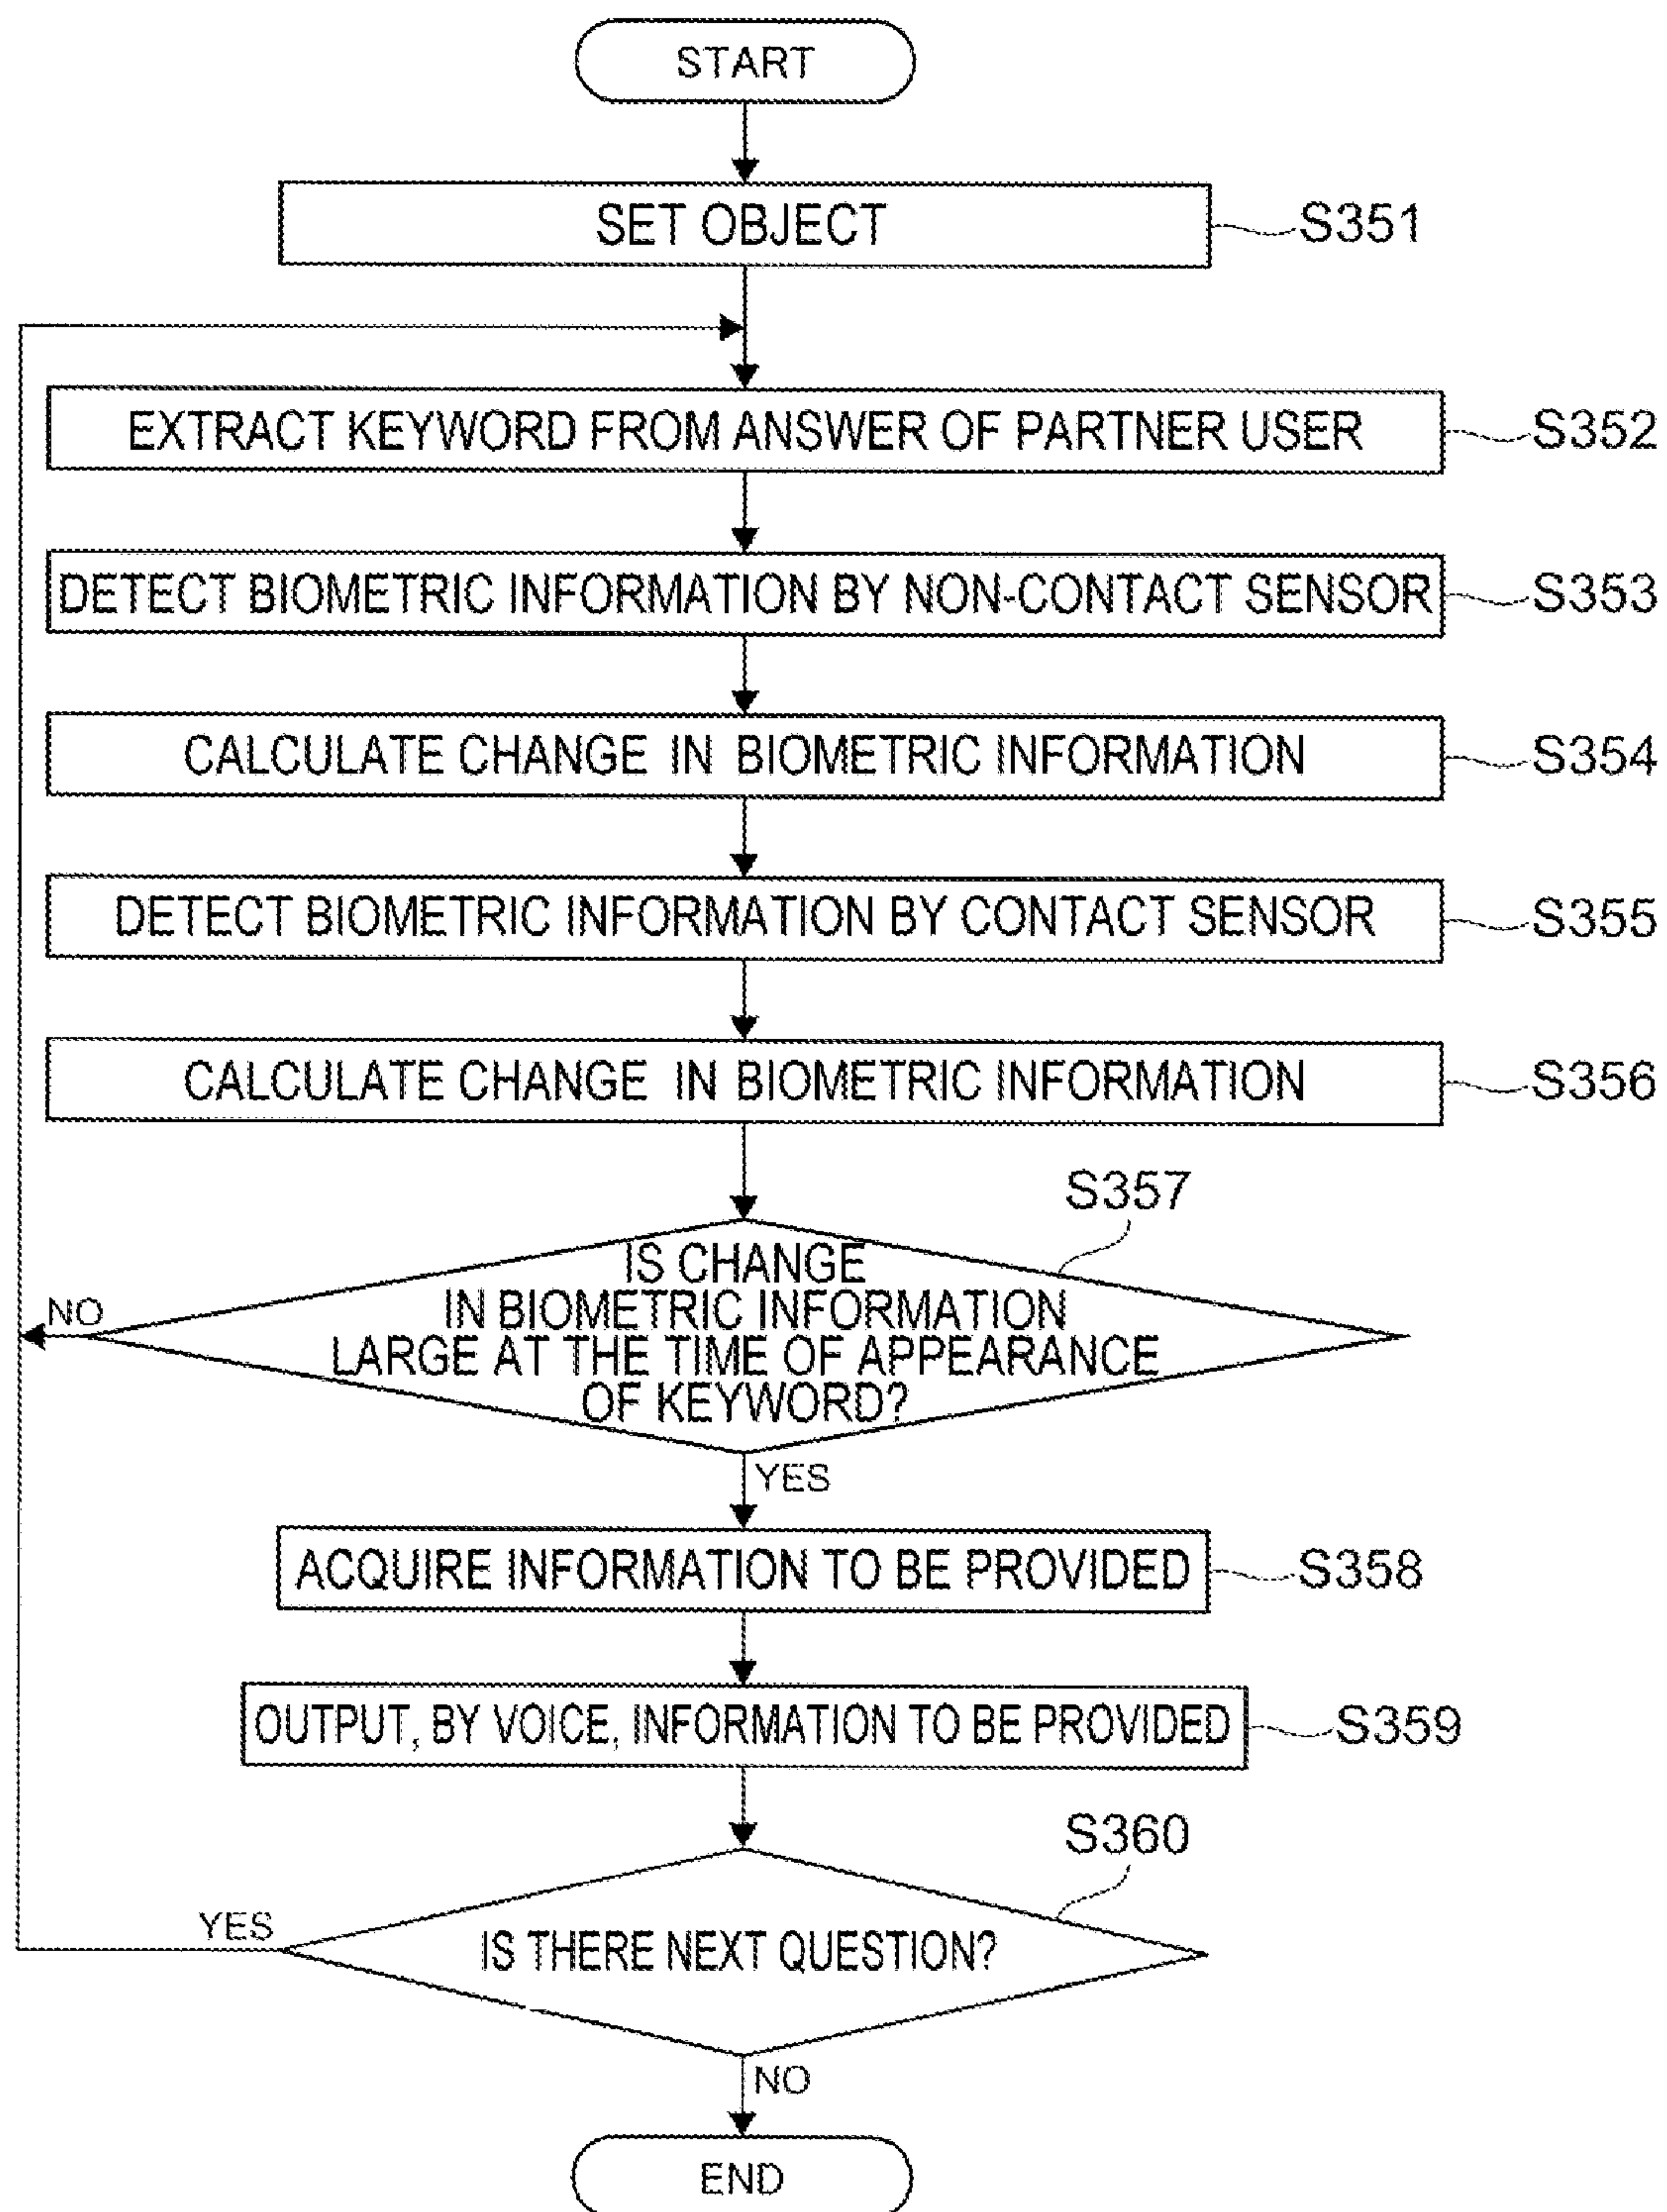 START
SET OBJECT
S351
EXTRACT KEYWORD FROM ANSWER OF PARTNER USER
S352
DETECT BIOMETRIC INFORMATION BY NON-CONTACT SENSOR
S353
CALCULATE CHANGE IN BIOMETRIC INFORMATION
S354
DETECT BIOMETRIC INFORMATION BY CONTACT SENSOR
S355
CALCULATE CHANGE IN BIOMETRIC INFORMATION
S356
S357
IS CHANGE
IN BIOMETRIC INFORMATION
LARGE AT THE TIME OF APPEARANCE
OF KEYWORD?
NO
YES
ACQUIRE INFORMATION TO BE PROVIDED
S358
OUTPUT, BY VOICE, INFORMATION TO BE PROVIDED
S359
S360
YES
IS THERE NEXT QUESTION?
NO
END